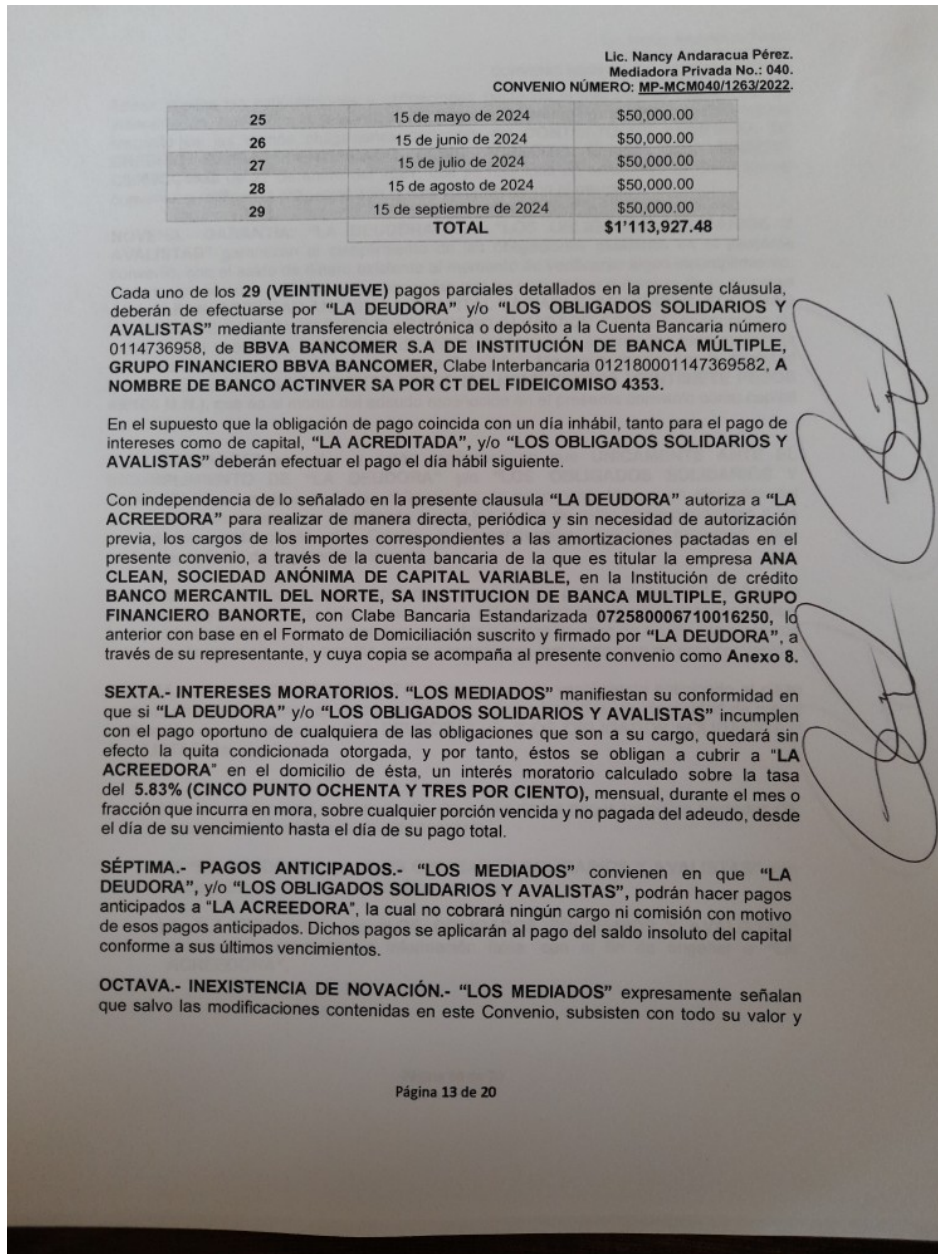 Lic. Nancy Andaracua Pérez.
Mediadora Privada No.: 040.
CONVENIO NÚMERO: MP-MCM040/1263/2022.
25 15 de mayo de 2024 $50,000.00
26 15 de junio de 2024 $50,000.00
27 15 de julio de 2024 $50,000.00
28 15 de agosto de 2024 $50,000.00
29 15 de septiembre de 2024 $50,000.00
TOTAL $1'113,927.48
Cada uno de los 29 (VEINTINUEVE) pagos parciales detallados en la presente cláusula,
deberán de efectuarse por “LA DEUDORA” y/o “LOS OBLIGADOS SOLIDARIOS Y
AVALISTAS” mediante transferencia electrónica o depósito a la Cuenta Bancaria número
0114736958, de BBVA BANCOMER S.A DE INSTITUCIÓN DE BANCA MÚLTIPLE,
GRUPO FINANCIERO BBVA BANCOMER, Clabe Interbancaria 012180001147369582, A
NOMBRE DE BANCO ACTINVER SA POR CT DEL FIDEICOMISO 4353.
En el supuesto que la obligación de pago coincida con un día inhábil, tanto para el pago de
intereses como de capital, “LA ACREDITADA”, y/o “LOS OBLIGADOS SOLIDARIOS Y
AVALISTAS” deberán efectuar el pago el día hábil siguiente.
Con independencia de lo señalado en la presente clausula “LA DEUDORA” autoriza a “LA
ACREEDORA” para realizar de manera directa, periódica y sin necesidad de autorización
previa, los cargos de los importes correspondientes a las amortizaciones pactadas en el
presente convenio, a través de la cuenta bancaria de la que es titular la empresa ANA
CLEAN, SOCIEDAD ANÓNIMA DE CAPITAL VARIABLE, en la Institución de crédito
BANCO MERCANTIL DEL NORTE, SA INSTITUCION DE BANCA MULTIPLE, GRUPO
FINANCIERO BANORTE, con Clabe Bancaria Estandarizada 072580006710016250, lo
anterior con base en el Formato de Domiciliación suscrito y firmado por “LA DEUDORA”, a
través de su representante, y cuya copia se acompaña al presente convenio como Anexo 8.
SEXTA.- INTERESES MORATORIOS. “LOS MEDIADOS” manifiestan su conformidad en
que si “LA DEUDORA” y/o “LOS OBLIGADOS SOLIDARIOS Y AVALISTAS” incumplen
con el pago oportuno de cualquiera de las obligaciones que son a su cargo, quedará sin
efecto la quita condicionada otorgada, y por tanto, éstos se obligan a cubrir a “LA
ACREEDORA” en el domicilio de ésta, un interés moratorio calculado sobre la tasa
del 5.83% (CINCO PUNTO OCHENTA Y TRES POR CIENTO), mensual, durante el mes o
fracción que incurra en mora, sobre cualquier porción vencida y no pagada del adeudo, desde
el día de su vencimiento hasta el día de su pago total.
SÉPTIMA.- PAGOS ANTICIPADOS.- “LOS MEDIADOS” convienen en que “LA
DEUDORA”, y/o “LOS OBLIGADOS SOLIDARIOS Y AVALISTAS”, podrán hacer pagos
anticipados a “LA ACREEDORA”, la cual no cobrará ningún cargo ni comisión con motivo
de esos pagos anticipados. Dichos pagos se aplicarán al pago del saldo insoluto del capital
conforme a sus últimos vencimientos.
OCTAVA.- INEXISTENCIA DE NOVACIÓN.- “LOS MEDIADOS” expresamente señalan
que salvo las modificaciones contenidas en este Convenio, subsisten con todo su valor y
Página 13 de 20